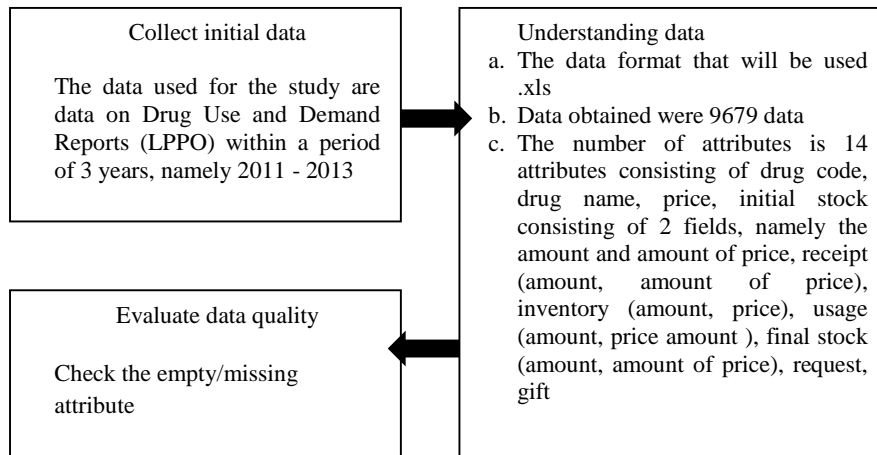 Collect initial data
The data used for the study are
data on Drug Use and Demand
Reports (LPPO) within a period
of 3 years, namely 2011 - 2013
Understanding data
a. The data format that will be used
.xls
b. Data obtained were 9679 data
c. The number of attributes is 14
attributes consisting of drug code,
drug name, price, initial stock
consisting of 2 fields, namely the
amount and amount of price, receipt
(amount, amount of price),
inventory (amount, price), usage
(amount, price amount ), final stock
(amount, amount of price), request,
gift
Evaluate data quality
Check the empty/missing
attribute